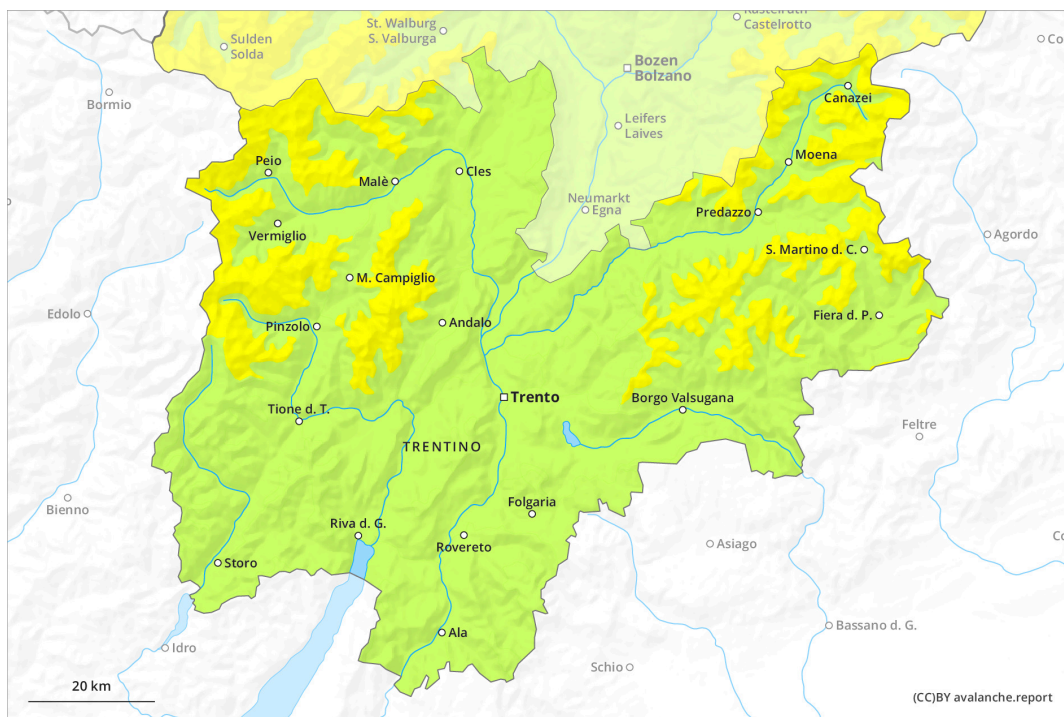 St. Walburg
S. Valburga
Castelrotto
Sulden
Solda
Bozen
Bolzano
Bormio
Canazei
Leifers
Laives
Moena
Peio
Malè
Cles
Neumarkt
Egna
Predazzo
Vermiglio
Agordo
S. Martino d. C.
M. Campiglio
Edolo
Pinzolo
Andalo
Fiera d. P.
Trento
Borgo Valsugana
Tione d. T.
Feltre
TRENTINO
Bienno
Folgaria
Riva d. G.
Rovereto
Asiago
Storo
Ala
Bassano d. G.
Idro
Schio
20 km
(CC)BY avalanche.report